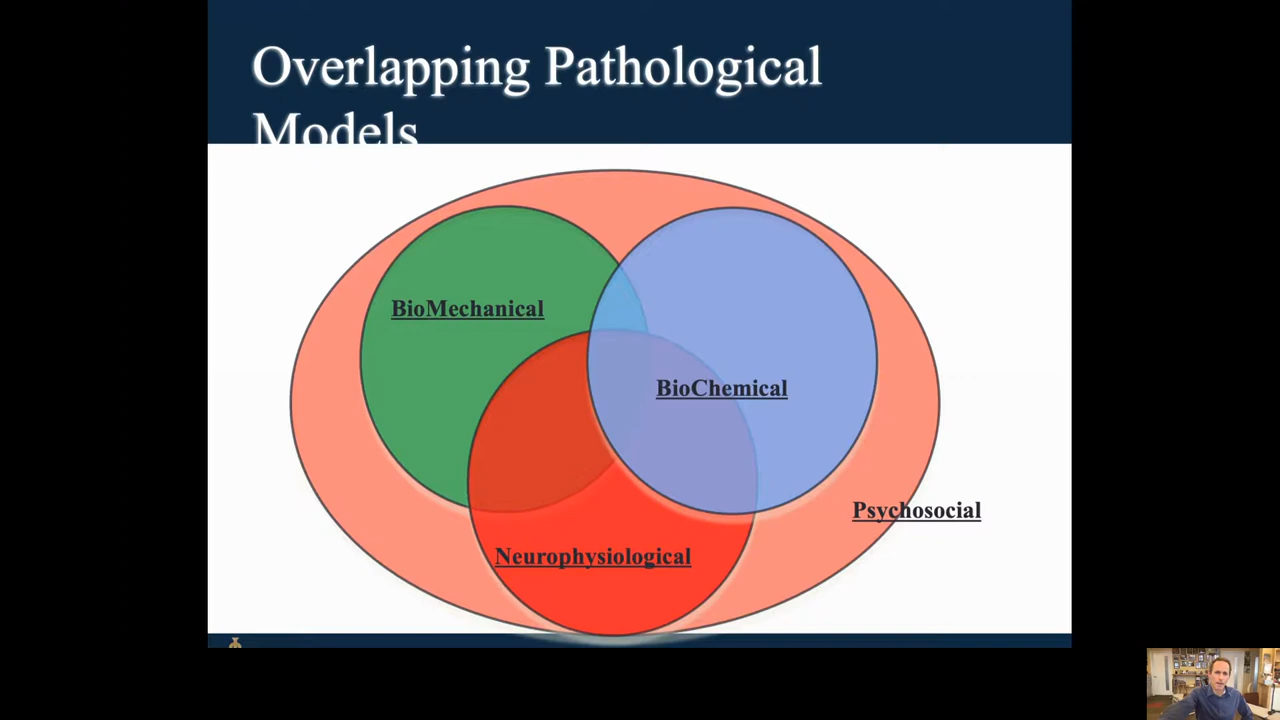 Overlapping Pathological
Models
BioMechanical
BioChemical
Psychosocial
Neurophysiological